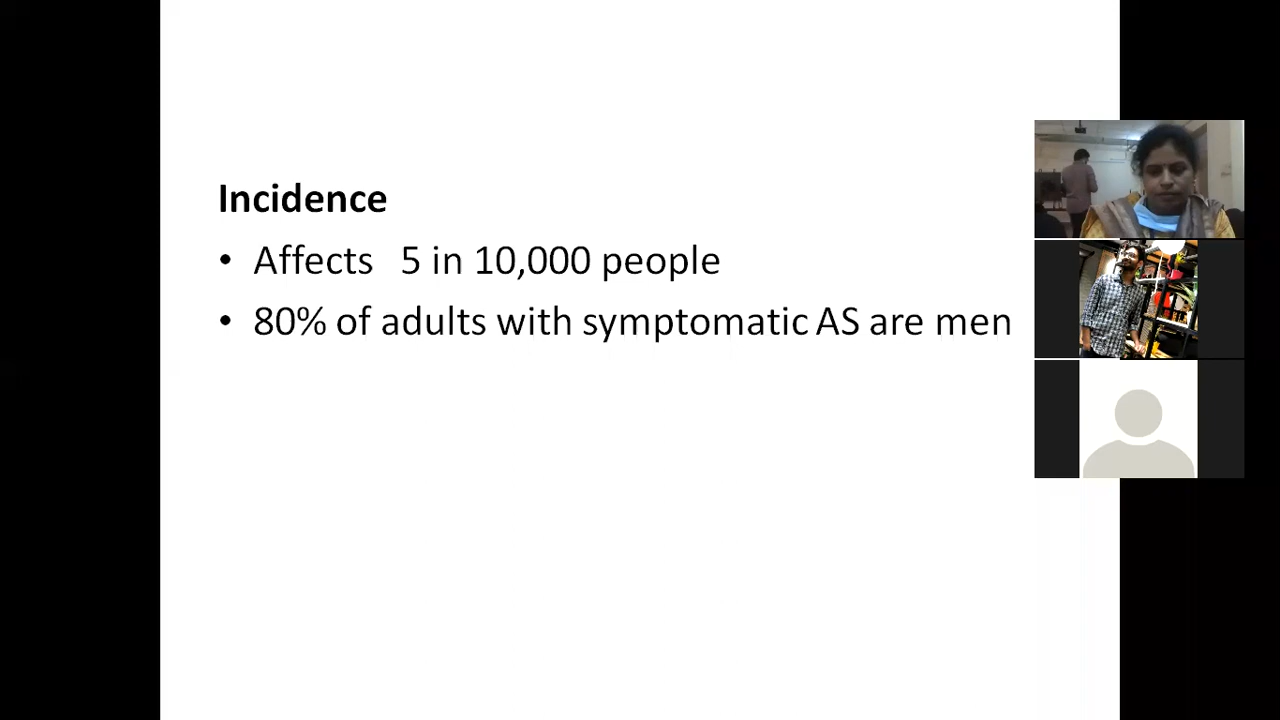 Incidence
• Affects 5 in 10,000 people
• 80% of adults with symptomatic AS are men